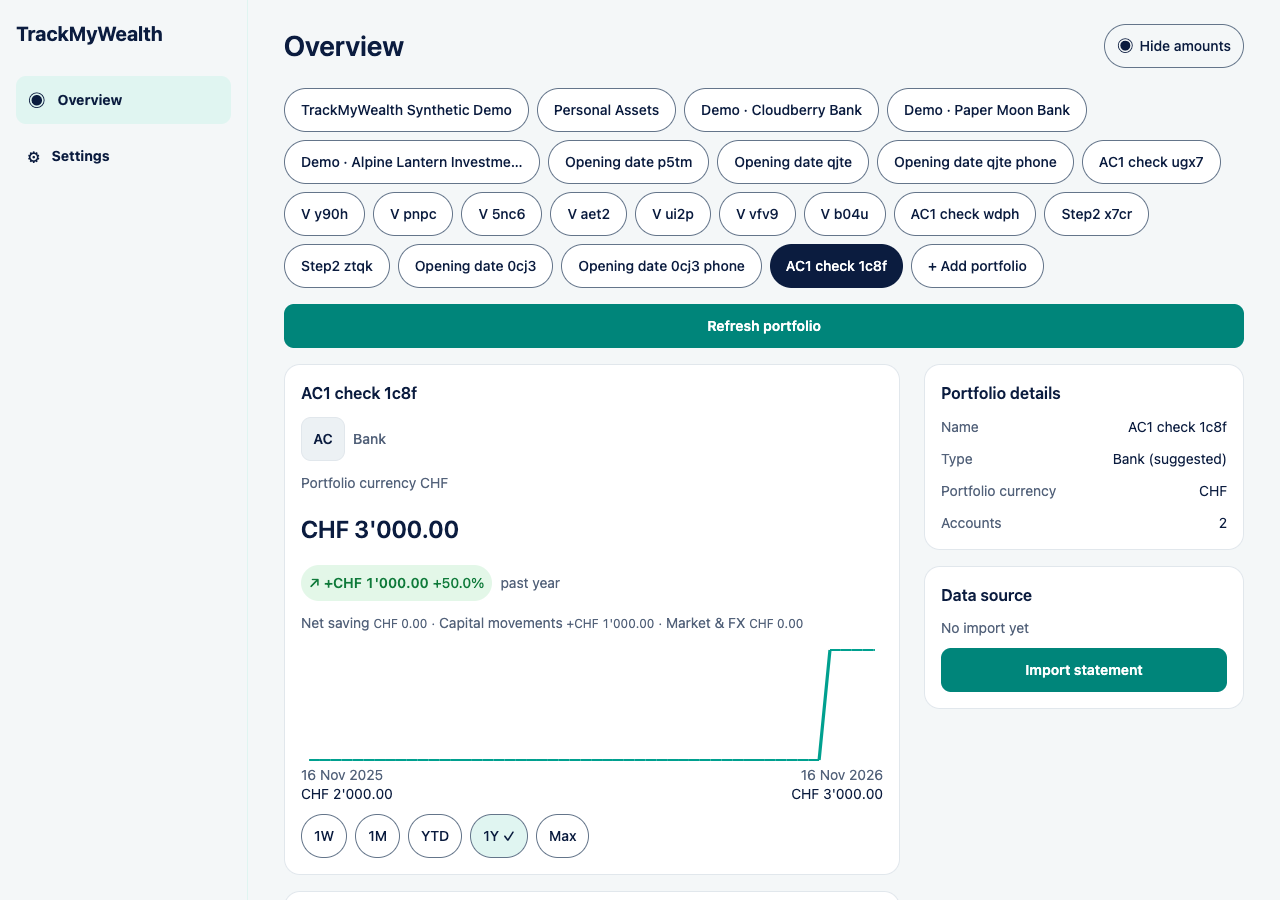 TrackMyWealth
Overview
Settings
Overview
Hide amounts
TrackMyWealth Synthetic Demo
Personal Assets
Demo · Cloudberry Bank
Demo · Paper Moon Bank
Demo · Alpine Lantern Investme...
Opening date p5tm
Opening date qjte
Opening date qjte phone
AC1 check ugx7
V y90h
V pnpc
V 5nc6
V aet2
V ui2p
V vfv9
V b04u
AC1 check wdph
Step2 x7cr
Step2 ztqk
Opening date 0cj3
Opening date 0cj3 phone
AC1 check 1c8f
+ Add portfolio
Refresh portfolio
AC1 check 1c8f
AC Bank
Portfolio currency CHF
CHF 3'000.00
↗ +CHF 1'000.00 +50.0% past year
Net saving CHF 0.00 · Capital movements +CHF 1'000.00 · Market & FX CHF 0.00
16 Nov 2025 16 Nov 2026
CHF 2'000.00 CHF 3'000.00
1W 1M YTD 1Y ✓ Max
Portfolio details
Name AC1 check 1c8f
Type Bank (suggested)
Portfolio currency CHF
Accounts 2
Data source
No import yet
Import statement